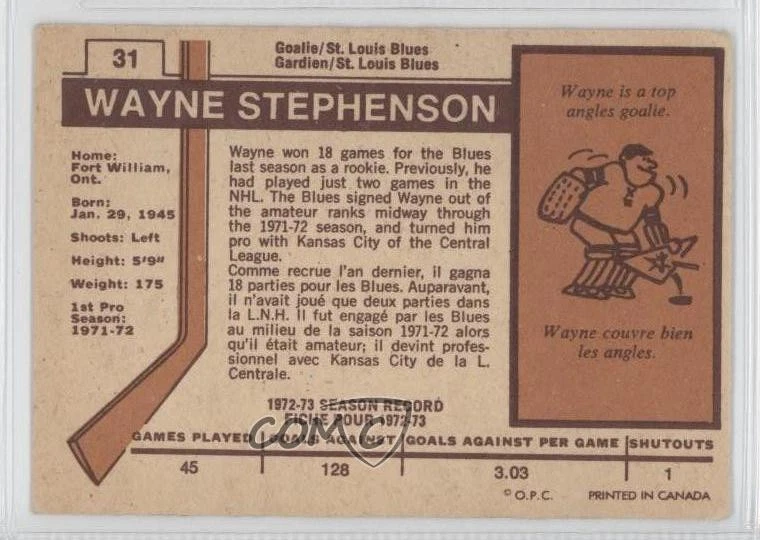 31
Goalie/St. Louis Blues
Gardien/St. Louis Blues
WAYNE STEPHENSON
Home:
Fort William,
Ont.
Born:
Jan. 29, 1945
Shoots: Left
Height: 5'9"
Weight: 175
1st Pro
Season:
1971-72
Wayne won 18 games for the Blues
last season as a rookie. Previously, he
had played just two games in the
NHL. The Blues signed Wayne out of
the amateur ranks midway through
the 1971-72 season, and turned him
pro with Kansas City of the Central
League.
Comme recrue l'an dernier, il gagna
18 parties pour les Blues. Auparavant,
il n'avait joué que deux parties dans
la L.N.H. Il fut engagé par les Blues
au milieu de la saison 1971-72 alors
qu'il était amateur; il devint profes-
sionnel avec Kansas City de la L.
Centrale.
Wayne is a top
angles goalie.
Wayne couvre bien
les angles.
1972-73 SEASON RECORD
FICHE POUR 1972-73
COMC
GAMES PLAYED GOALS AGAINST GOALS AGAINST PER GAME SHUTOUTS
45 128 3.03 1
© O.P.C. PRINTED IN CANADA